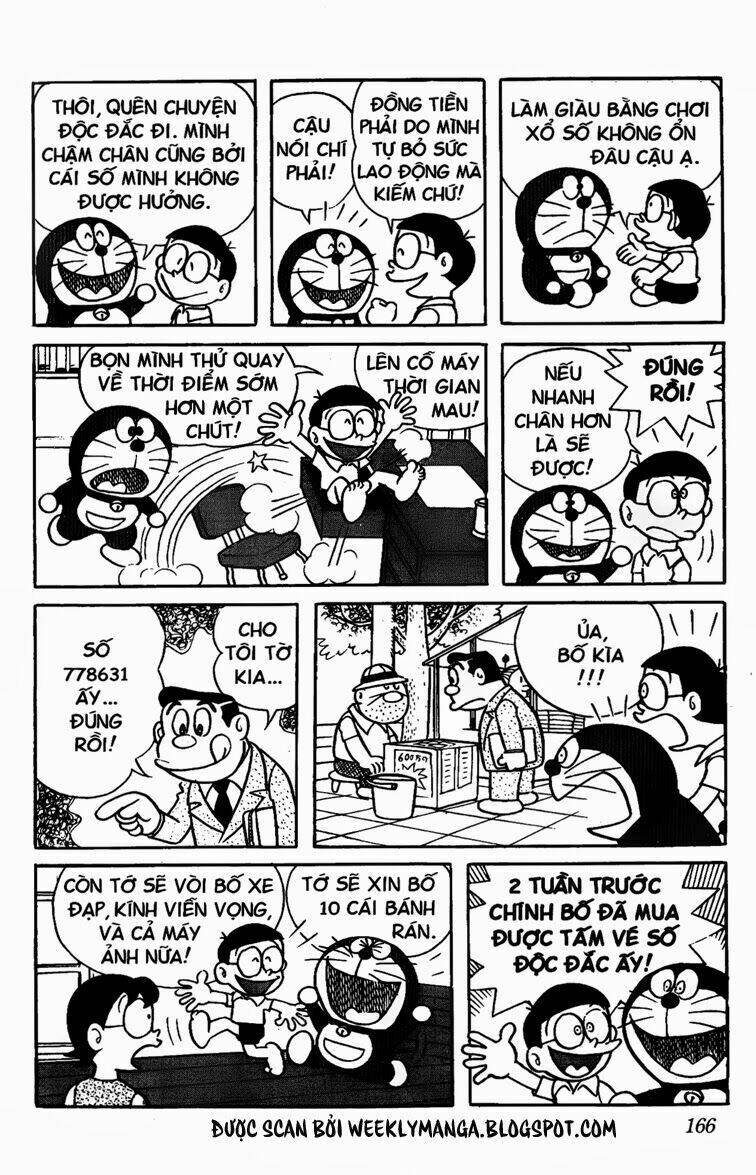 LÀM GIÀU BẰNG CHƠI
XỔ SỐ KHÔNG ỔN
ĐÂU CẬU Ạ.
ĐỒNG TIỀN
PHẢI DO MÌNH
TỰ BỎ SỨC
LAO ĐỘNG MÀ
KIẾM CHỨ!
CẬU
NÓI CHÍ
PHẢI!
THÔI, QUÊN CHUYỆN
ĐỘC ĐẮC ĐI. MÌNH
CHẬM CHÂN CŨNG BỞI
CÁI SỐ MÌNH KHÔNG
ĐƯỢC HƯỞNG.
ĐÚNG
RỒI!
NẾU
NHANH
CHÂN HƠN
LÀ SẼ
ĐƯỢC!
LÊN CỖ MÁY
THỜI GIAN
MAU!
BỌN MÌNH THỬ QUAY
VỀ THỜI ĐIỂM SỚM
HƠN MỘT
CHÚT!
ỦA,
BỐ KÌA
!!!
CHO
TÔI TỜ
KIA...
SỐ
778631
ẤY...
ĐÚNG
RỒI!
2 TUẦN TRƯỚC
CHÍNH BỐ ĐÃ MUA
ĐƯỢC TẤM VÉ SỐ
ĐỘC ĐẮC ẤY!
TỚ SẼ XIN BỐ
10 CÁI BÁNH
RÁN.
CÒN TỚ SẼ VÒI BỐ XE
ĐẠP, KÍNH VIỄN VỌNG,
VÀ CẢ MÁY
ẢNH NỮA!
ĐƯỢC SCAN BỞI WEEKLYMANGA.BLOGSPOT.COM
166